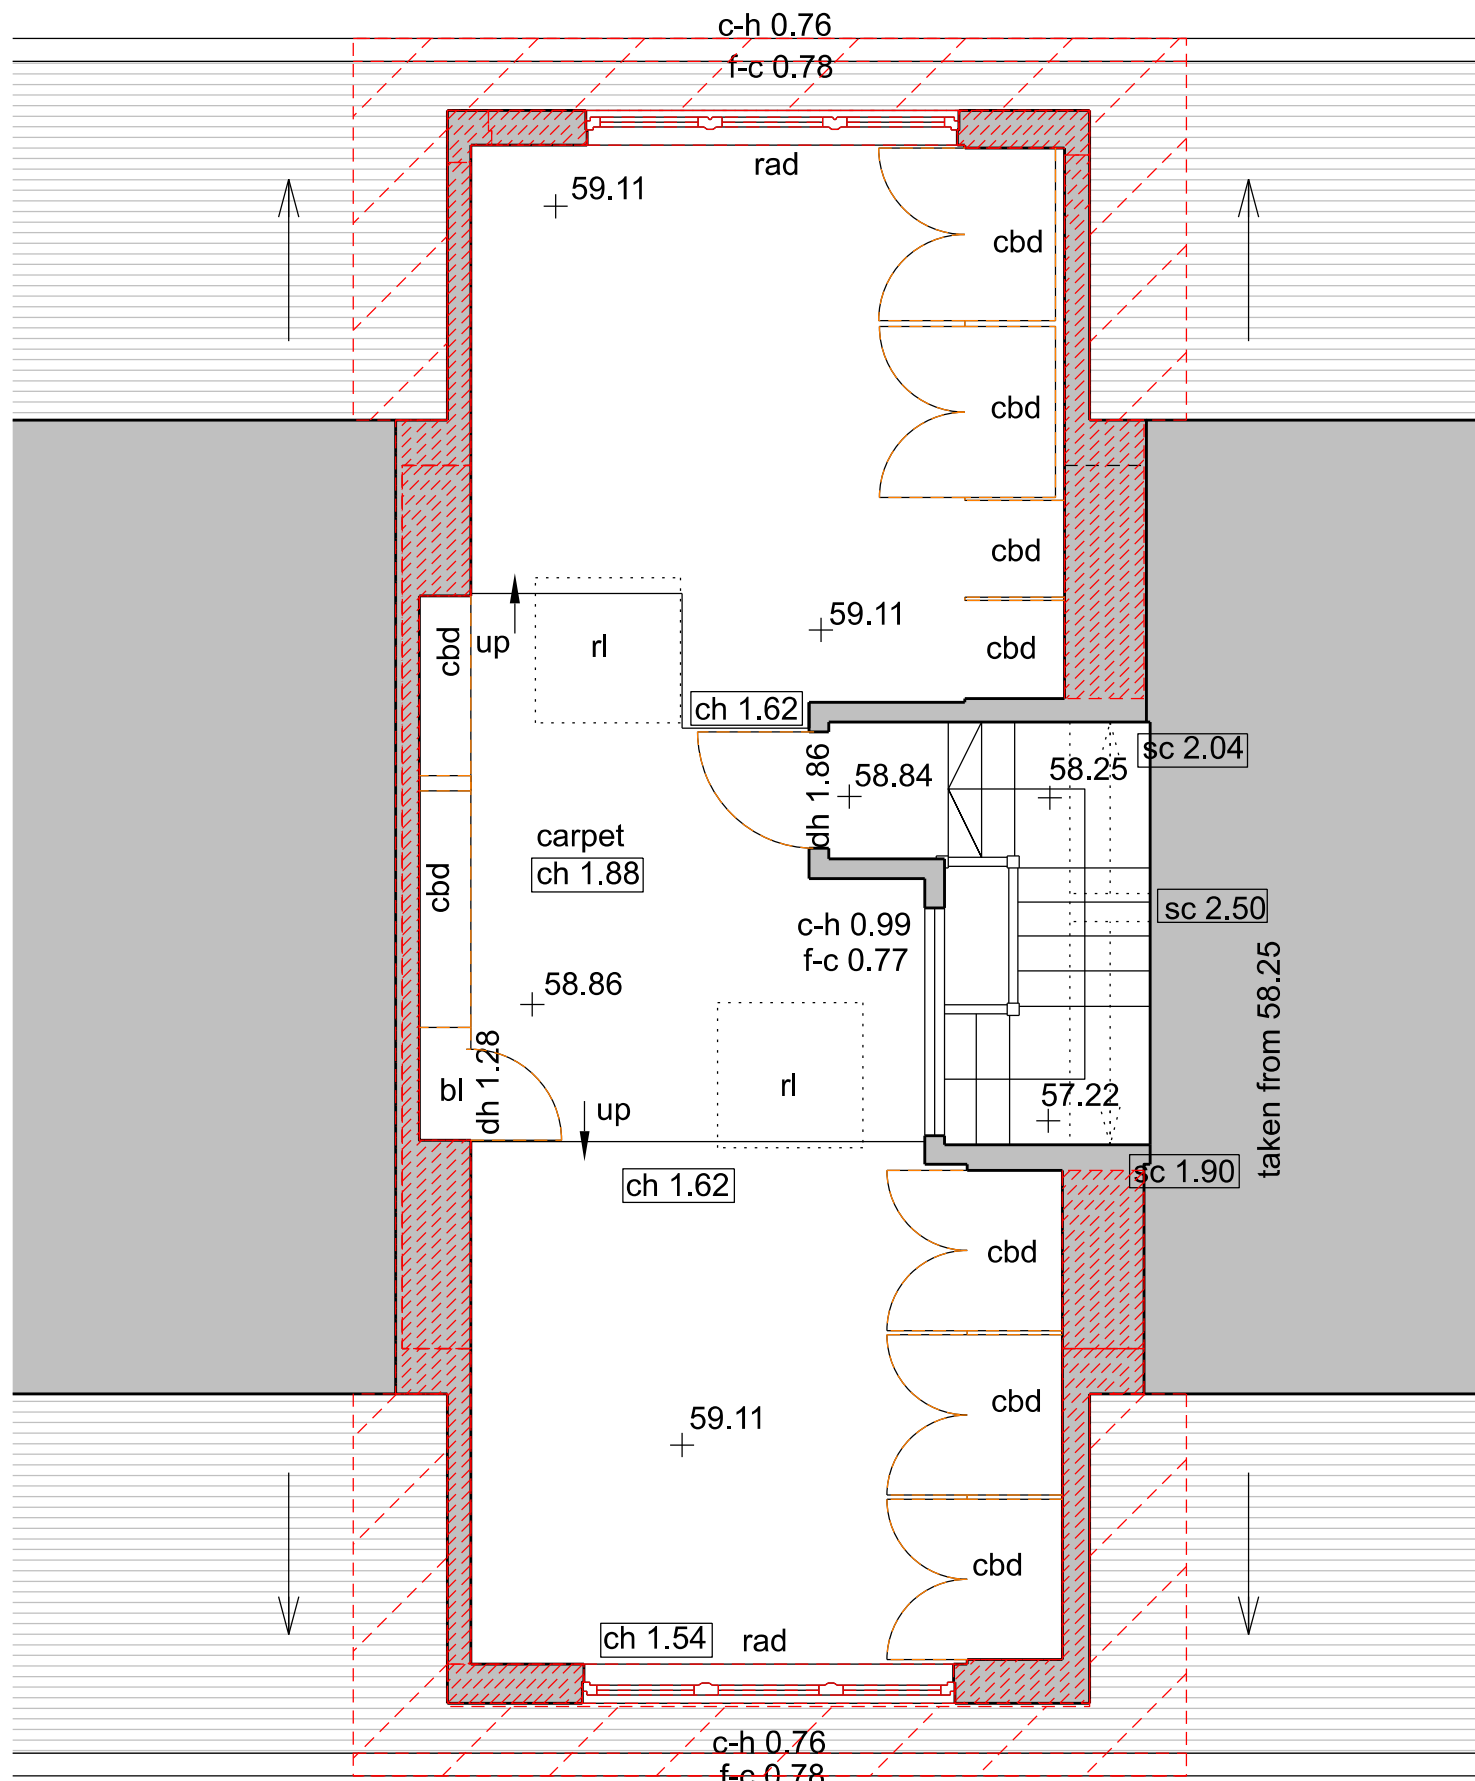 c-h 0.76
f-c 0.78
rad
59.11
cbd
cbd
cbd
59.11
cbd
cbd
up
rl
ch 1.62
sc 2.04
dh 1.86
58.84
58.25
carpet
ch 1.88
cbd
sc 2.50
c-h 0.99
f-c 0.77
58.86
taken from 58.25
dh 1.28
bl
rl
up
57.22
sc 1.90
ch 1.62
cbd
cbd
59.11
cbd
ch 1.54
rad
c-h 0.76
f-c 0.78